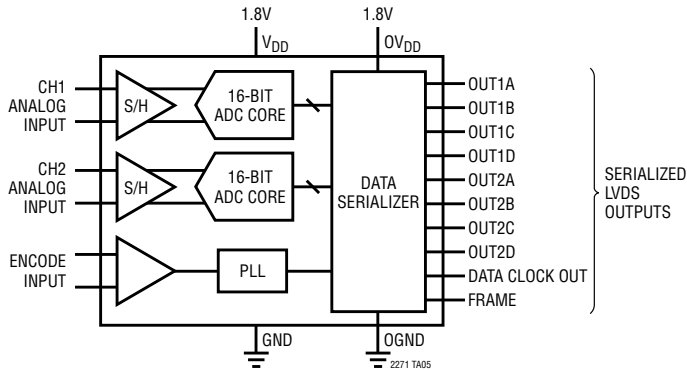 1.8V
1.8V
VDD
OVDD
CH1
ANALOG
INPUT
S/H
16-BIT
ADC CORE
CH2
ANALOG
INPUT
S/H
16-BIT
ADC CORE
ENCODE
INPUT
PLL
DATA
SERIALIZER
OUT1A
OUT1B
OUT1C
OUT1D
OUT2A
OUT2B
OUT2C
OUT2D
DATA CLOCK OUT
FRAME
SERIALIZED
LVDS
OUTPUTS
GND
OGND
2271 TA05